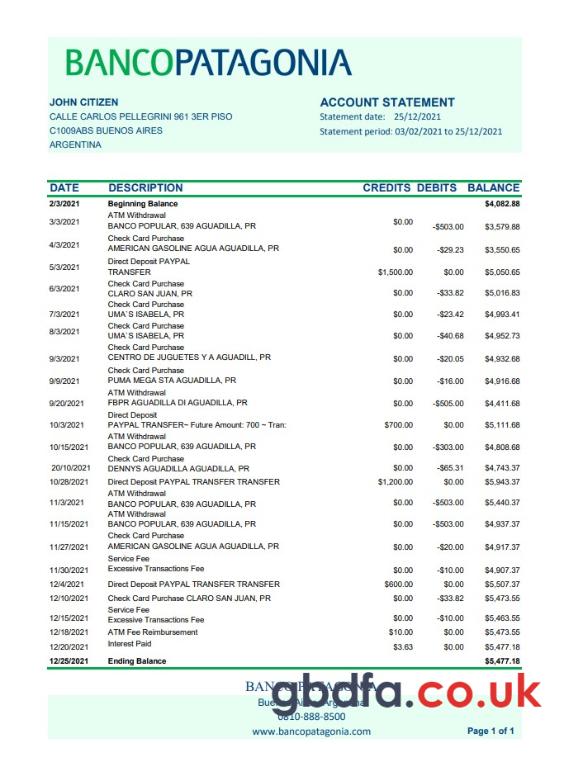 BANCOPATAGONIA
JOHN CITIZEN
CALLE CARLOS PELLEGRINI 961 3ER PISO
C1009ABS BUENOS AIRES
ARGENTINA
ACCOUNT STATEMENT
Statement date: 25/12/2021
Statement period: 03/02/2021 to 25/12/2021
DATE DESCRIPTION CREDITS DEBITS BALANCE
2/3/2021 Beginning Balance $4,082.88
ATM Withdrawal
3/3/2021 BANCO POPULAR, 639 AGUADILLA, PR $0.00 -$503.00 $3,579.88
Check Card Purchase
4/3/2021 AMERICAN GASOLINE AGUA AGUADILLA, PR $0.00 -$29.23 $3,550.65
Direct Deposit PAYPAL
5/3/2021 TRANSFER $1,500.00 $0.00 $5,050.65
Check Card Purchase
6/3/2021 CLARO SAN JUAN, PR $0.00 -$33.82 $5,016.83
Check Card Purchase
7/3/2021 UMA`S ISABELA, PR $0.00 -$23.42 $4,993.41
Check Card Purchase
8/3/2021 UMA`S ISABELA, PR $0.00 -$40.68 $4,952.73
Check Card Purchase
9/3/2021 CENTRO DE JUGUETES Y A AGUADILL, PR $0.00 -$20.05 $4,932.68
Check Card Purchase
9/9/2021 PUMA MEGA STA AGUADILLA, PR $0.00 -$16.00 $4,916.68
ATM Withdrawal
9/20/2021 FBPR AGUADILLA DI AGUADILLA, PR $0.00 -$505.00 $4,411.68
Direct Deposit
10/3/2021 PAYPAL TRANSFER~ Future Amount: 700 ~ Tran: $700.00 $0.00 $5,111.68
ATM Withdrawal
10/15/2021 BANCO POPULAR, 639 AGUADILLA, PR $0.00 -$303.00 $4,808.68
Check Card Purchase
20/10/2021 DENNYS AGUADILLA AGUADILLA, PR $0.00 -$65.31 $4,743.37
10/28/2021 Direct Deposit PAYPAL TRANSFER TRANSFER $1,200.00 $0.00 $5,943.37
ATM Withdrawal
11/3/2021 BANCO POPULAR, 639 AGUADILLA, PR $0.00 -$503.00 $5,440.37
ATM Withdrawal
11/15/2021 BANCO POPULAR, 639 AGUADILLA, PR $0.00 -$503.00 $4,937.37
Check Card Purchase
11/27/2021 AMERICAN GASOLINE AGUA AGUADILLA, PR $0.00 -$20.00 $4,917.37
Service Fee
11/30/2021 Excessive Transactions Fee $0.00 -$10.00 $4,907.37
12/4/2021 Direct Deposit PAYPAL TRANSFER TRANSFER $600.00 $0.00 $5,507.37
12/10/2021 Check Card Purchase CLARO SAN JUAN, PR $0.00 -$33.82 $5,473.55
Service Fee
12/15/2021 Excessive Transactions Fee $0.00 -$10.00 $5,463.55
12/18/2021 ATM Fee Reimbursement $10.00 $0.00 $5,473.55
12/20/2021 Interest Paid $3.63 $0.00 $5,477.18
12/25/2021 Ending Balance $5,477.18
BANCO PATAGONIA
gbdfa.co.uk
Buenos Aires, Argentina
0810-888-8500
www.bancopatagonia.com
Page 1 of 1